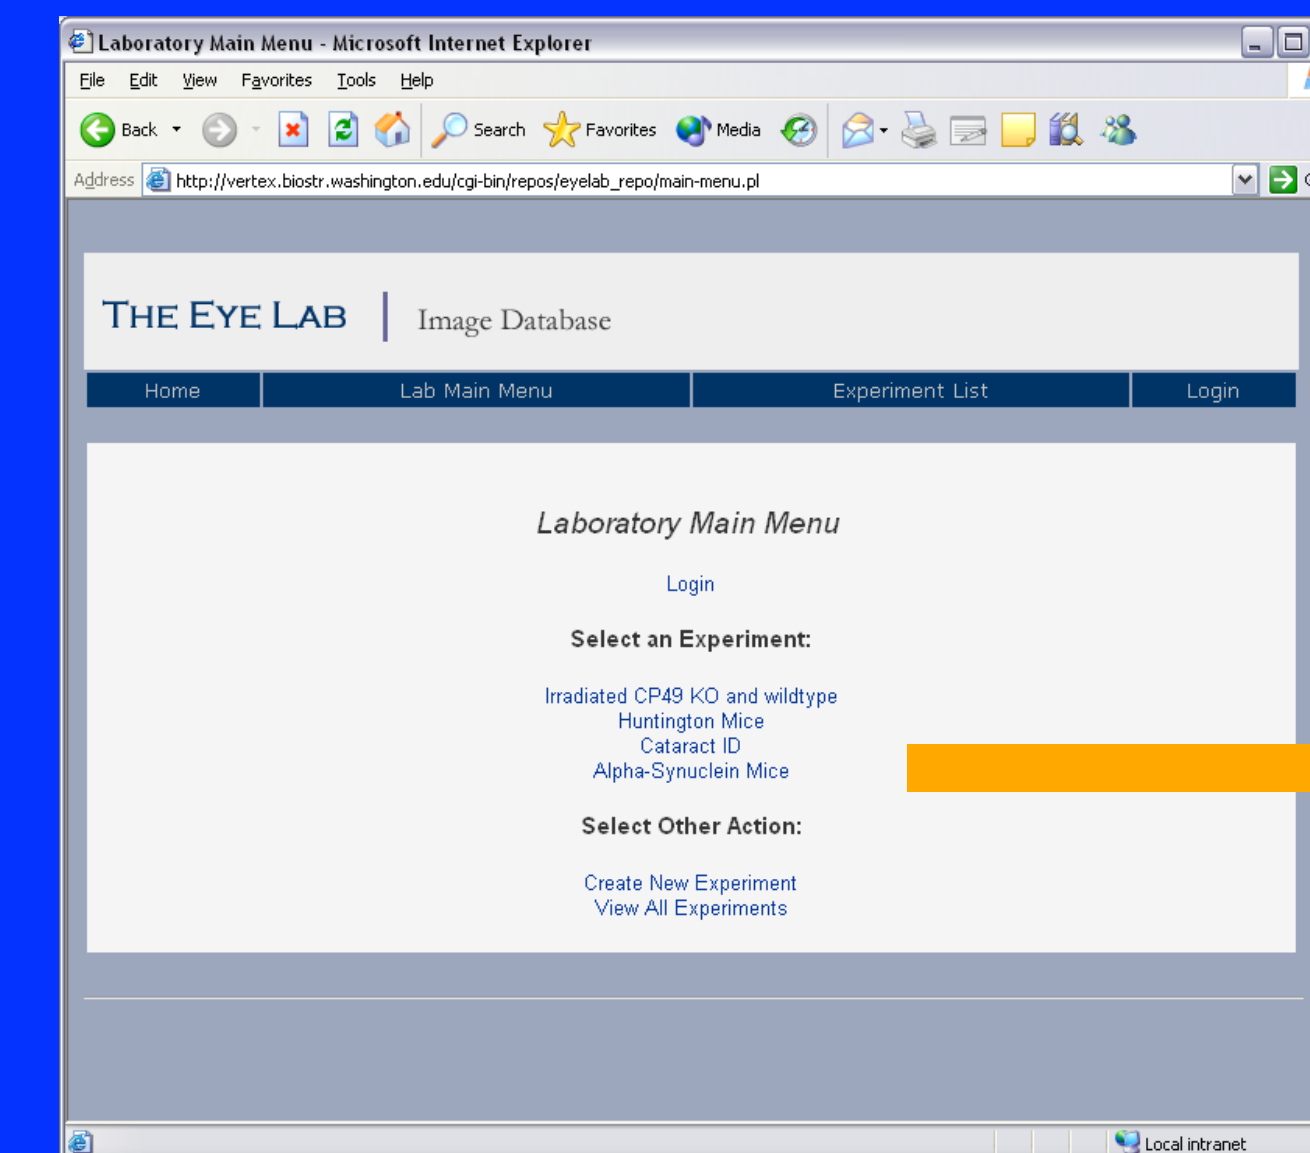 Laboratory Main Menu - Microsoft Internet Explorer
File Edit View Favorites Tools Help
Back Search Favorites Media
Address http://vertex.biostr.washington.edu/cgi-bin/repos/eyelab_repo/main-menu.pl
THE EYE LAB | Image Database
Home Lab Main Menu Experiment List Login
Laboratory Main Menu
Login
Select an Experiment:
Irradiated CP49 KO and wildtype
Huntington Mice
Cataract ID
Alpha-Synuclein Mice
Select Other Action:
Create New Experiment
View All Experiments
Local intranet